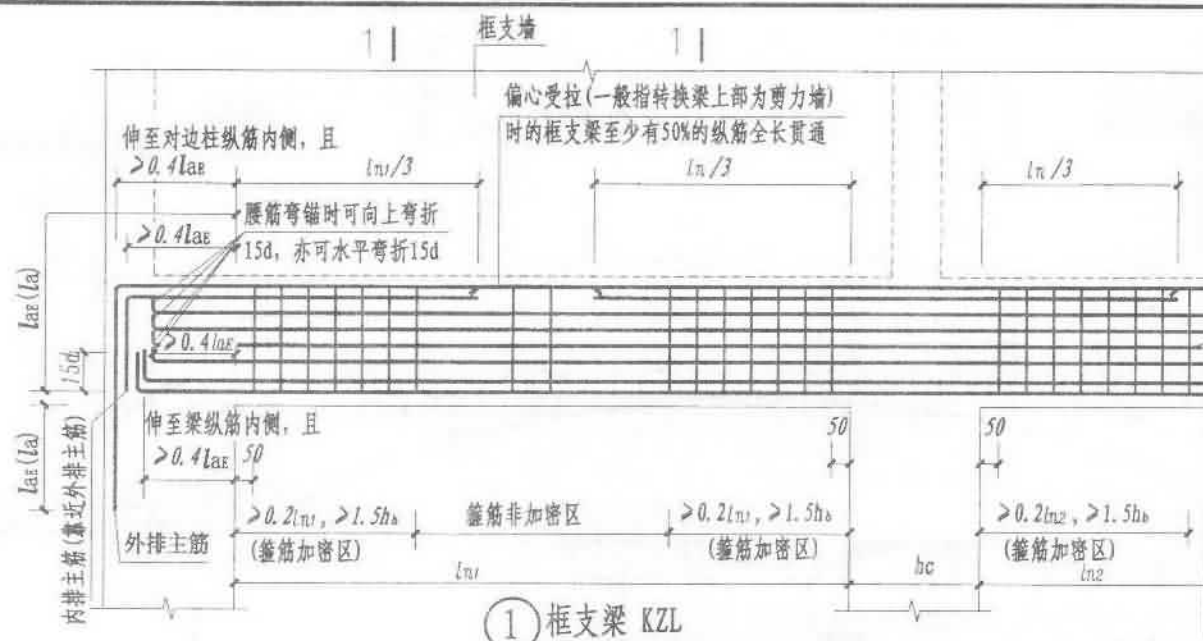 框支墙
1
1
偏心受拉(一般指转换梁上部为剪力墙)
时的框支梁至少有50%的纵筋全长贯通
伸至对边柱纵筋内侧，且
≥0.4laE
ln1/3
ln/3
ln/3
腰筋弯锚时可向上弯折
15d，亦可水平弯折15d
≥0.4laE
laE(la)
≥0.4laE
15d
伸至梁纵筋内侧，且
≥0.4laE
50
50
50
laE(la)
内排主筋(靠近外排主筋)
外排主筋
≥0.2ln1，≥1.5hb
(箍筋加密区)
箍筋非加密区
≥0.2ln1，≥1.5hb
(箍筋加密区)
≥0.2ln2，≥1.5hb
(箍筋加密区)
ln1
hc
ln2
1 框支梁 KZL